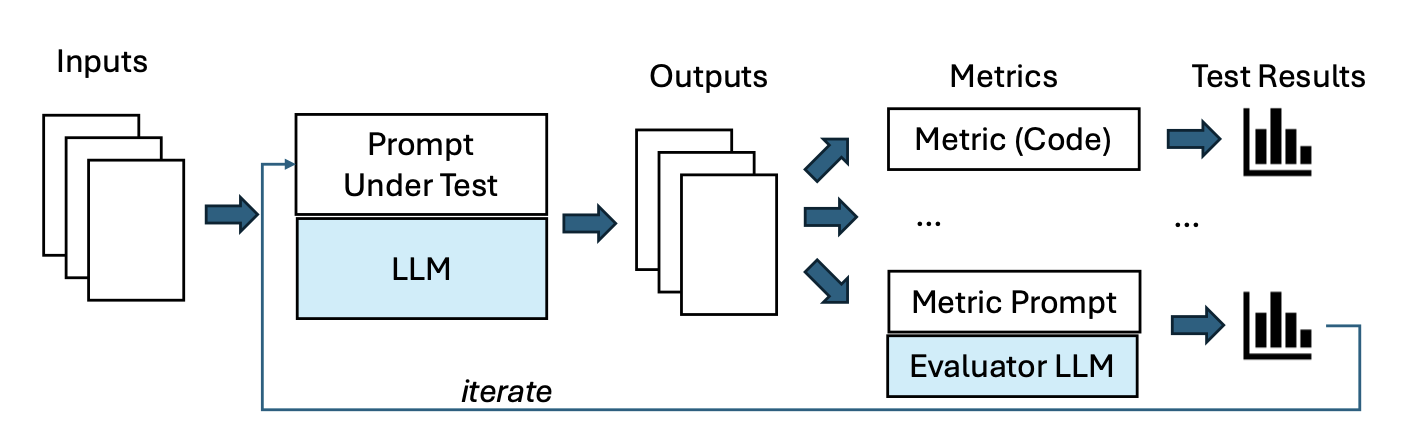 Inputs
Prompt
Under Test
LLM
Outputs
Metrics
Test Results
Metric (Code)
...
...
Metric Prompt
Evaluator LLM
iterate